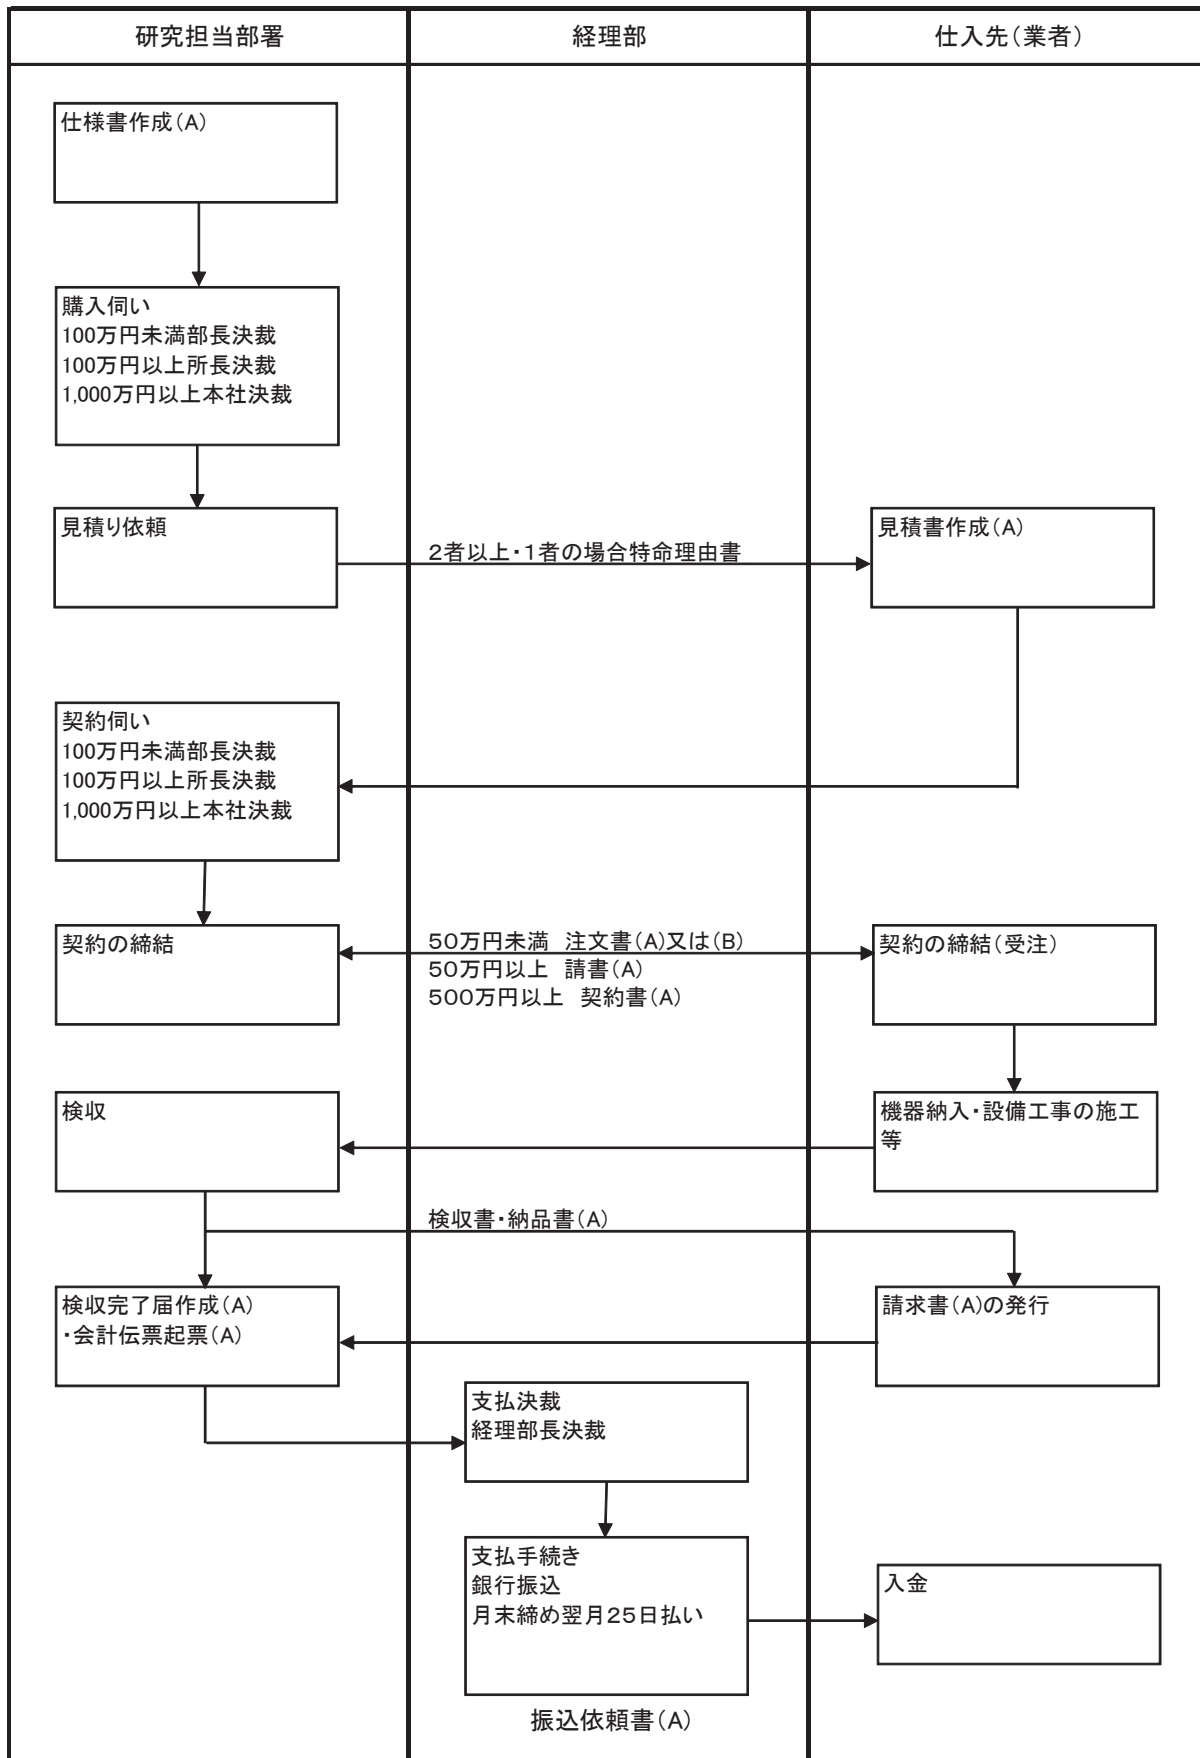 研究担当部署
経理部
仕入先(業者)
仕様書作成(A)
購入伺い
100万円未満部長決裁
100万円以上所長決裁
1,000万円以上本社決裁
見積り依頼
2者以上・1者の場合特命理由書
見積書作成(A)
契約伺い
100万円未満部長決裁
100万円以上所長決裁
1,000万円以上本社決裁
契約の締結
50万円未満 注文書(A)又は(B)
50万円以上 請書(A)
500万円以上 契約書(A)
契約の締結(受注)
検収
機器納入・設備工事の施工
等
検収書・納品書(A)
検収完了届作成(A)
・会計伝票起票(A)
請求書(A)の発行
支払決裁
経理部長決裁
支払手続き
銀行振込
月末締め翌月25日払い
入金
振込依頼書(A)